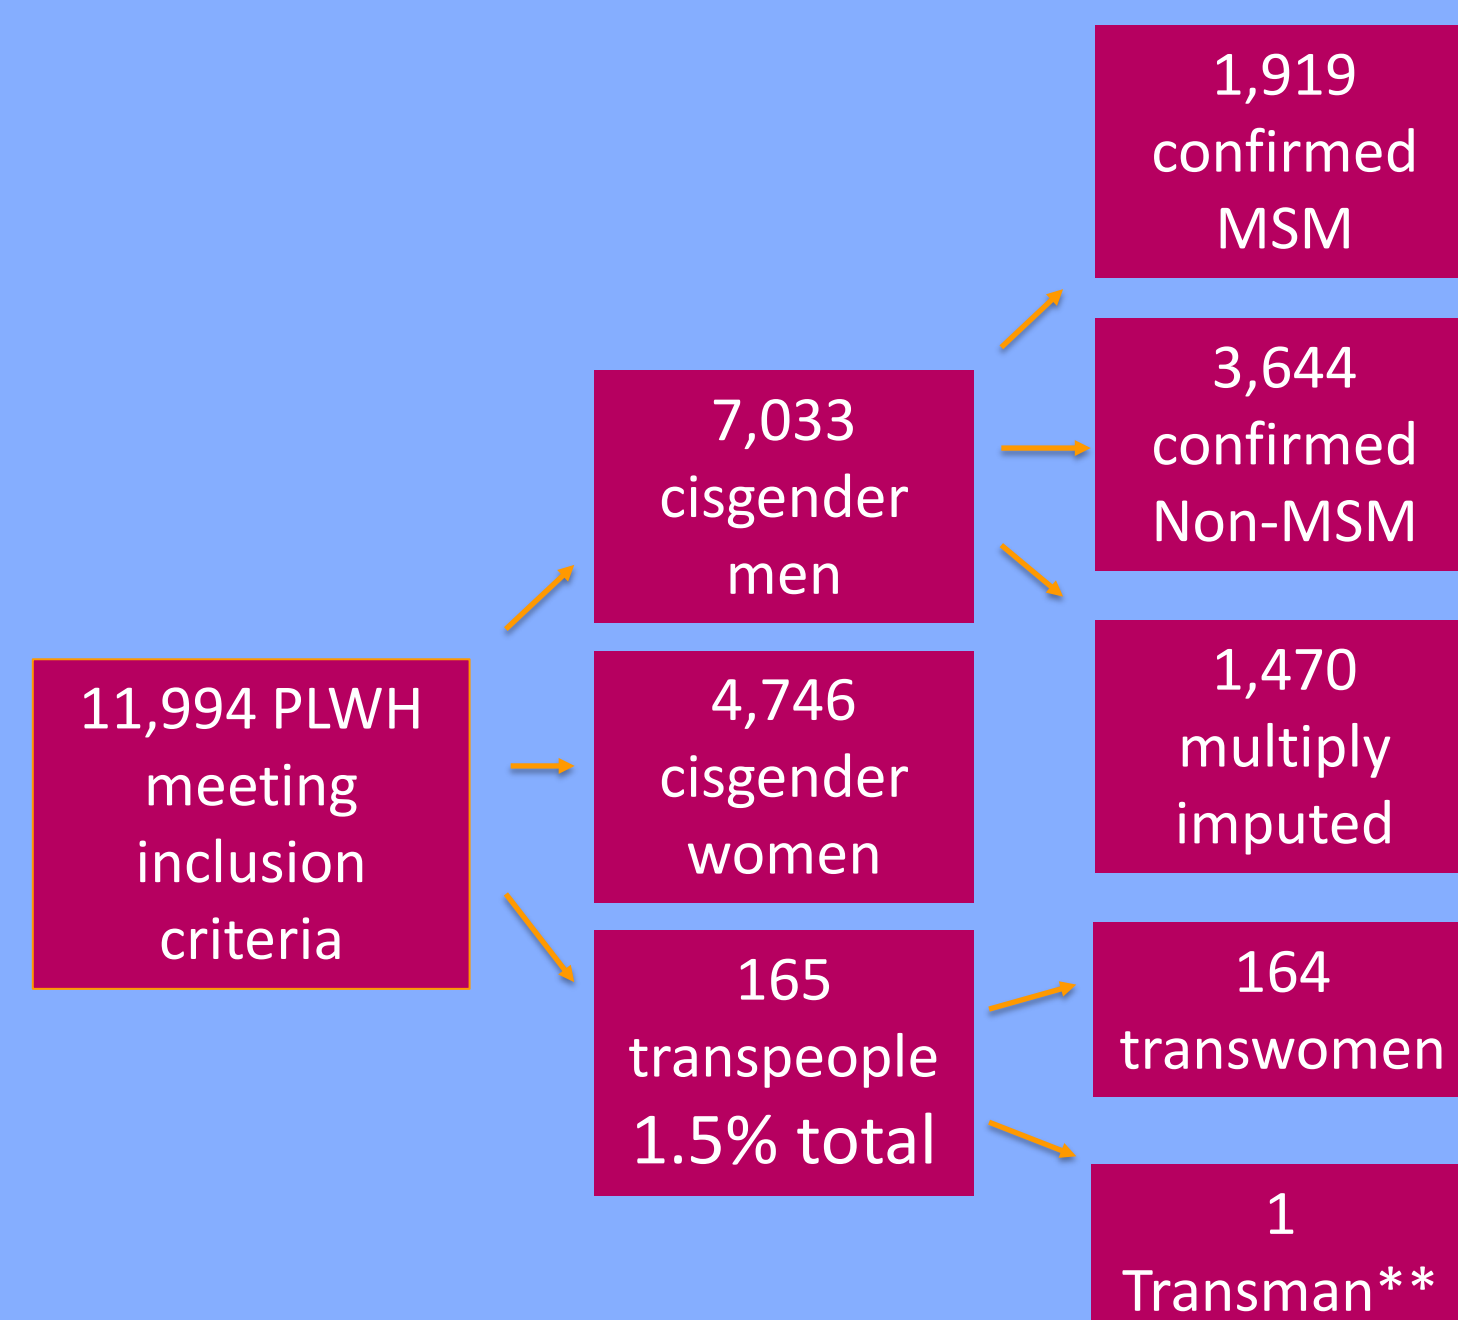 11,994 PLWH
meeting
inclusion
criteria
7,033
cisgender
men
4,746
cisgender
women
165
transpeople
1.5% total
1,919
confirmed
MSM
3,644
confirmed
Non-MSM
1,470
multiply
imputed
164
transwomen
1
Transman**